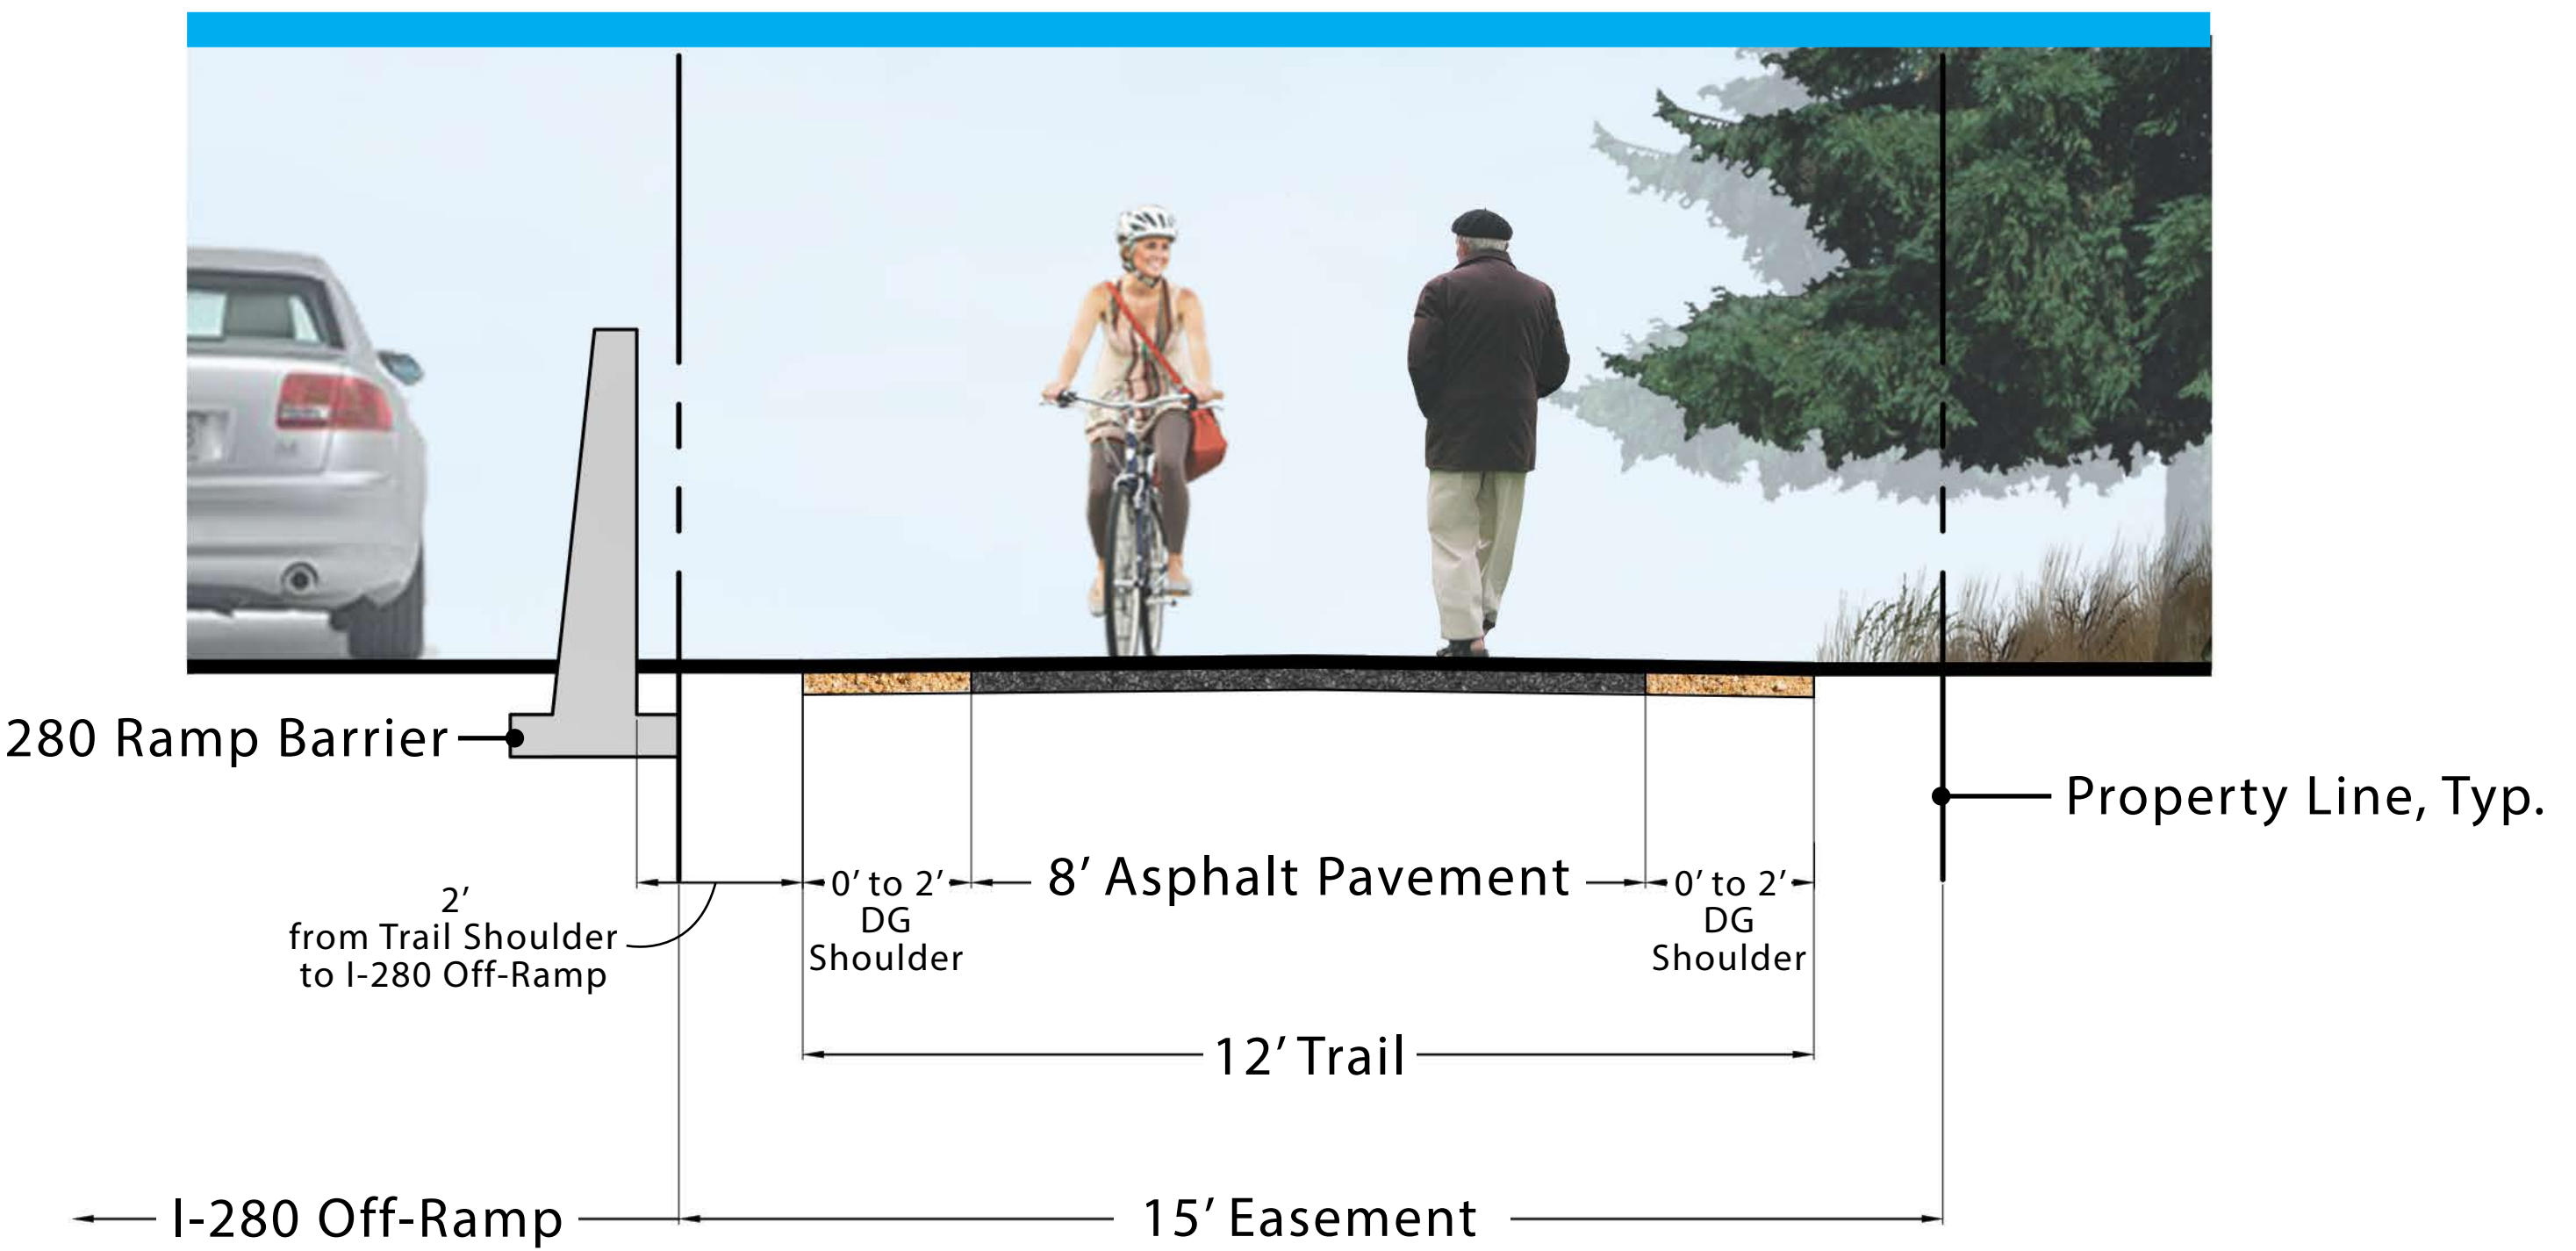 280 Ramp Barrier
Property Line, Typ.
2’
from Trail Shoulder
to I-280 Off-Ramp
0’ to 2’
DG
Shoulder
8’ Asphalt Pavement
0’ to 2’
DG
Shoulder
12’ Trail
I-280 Off-Ramp
15’ Easement